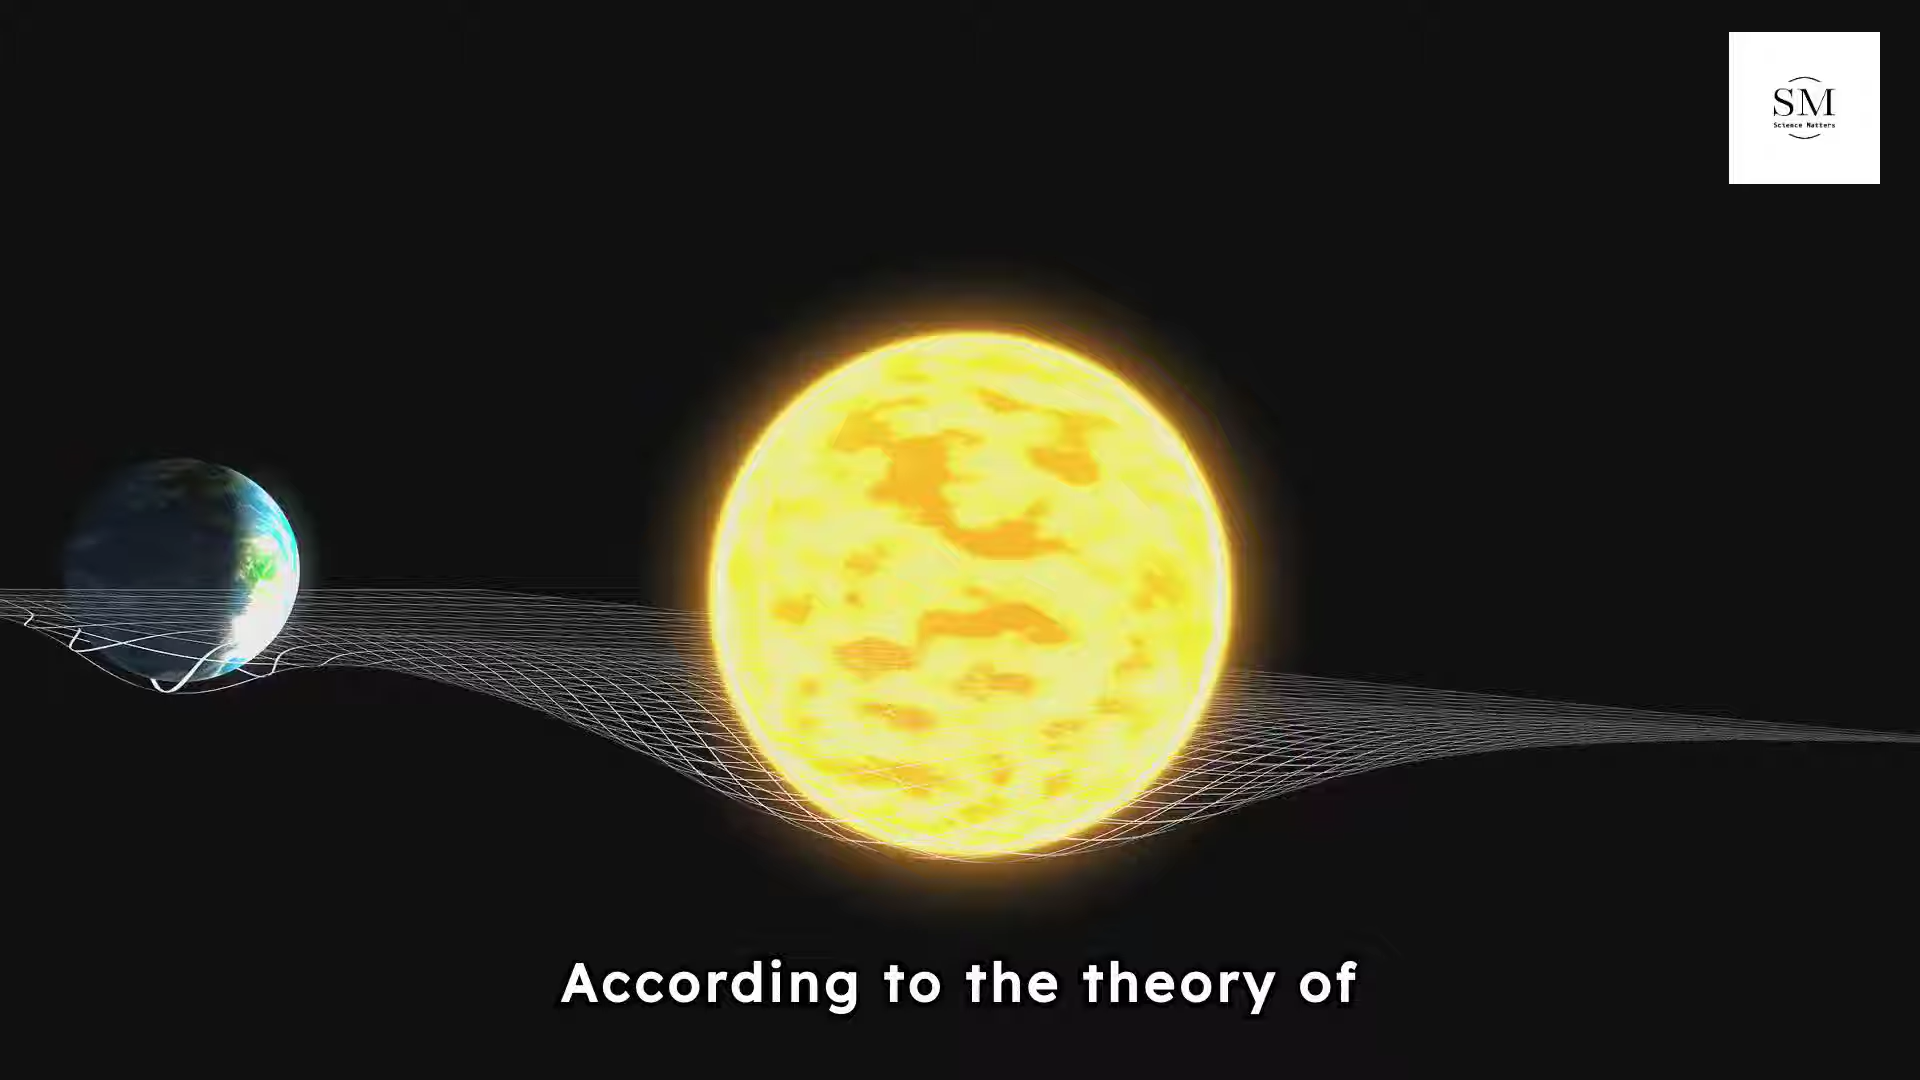 SM
Science Matters
According to the theory of